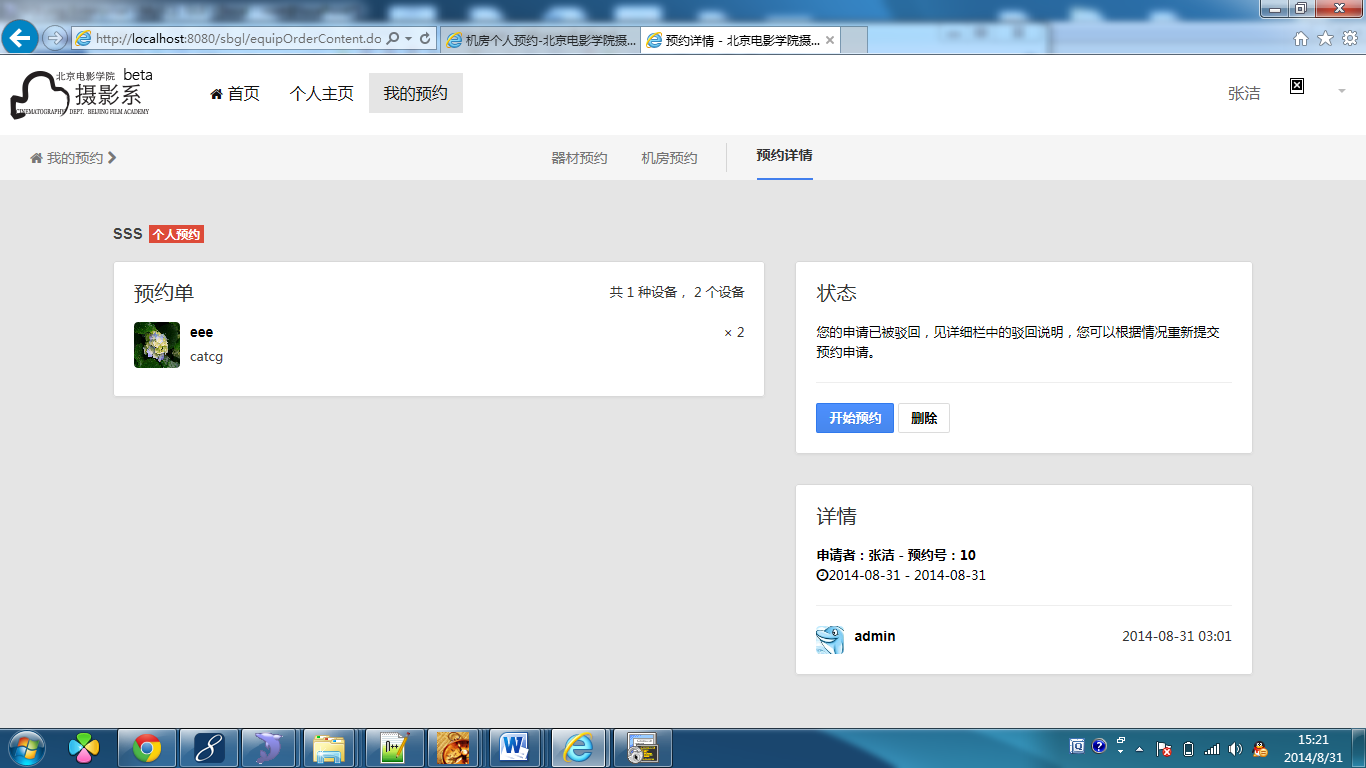 http://localhost:8080/sbgl/equipOrderContent.do
机房个人预约-北京电影学院摄...
预约详情 - 北京电影学院摄...
北京电影学院 beta
摄影系
CINEMATOGRAPHY DEPT. BEIJING FILM ACADEMY
首页
个人主页
我的预约
张洁
我的预约
器材预约
机房预约
预约详情
SSS 个人预约
预约单
共 1 种设备， 2 个设备
eee
× 2
catcg
状态
您的申请已被驳回，见详细栏中的驳回说明，您可以根据情况重新提交
预约申请。
开始预约
删除
详情
申请者：张洁 - 预约号：10
2014-08-31 - 2014-08-31
admin
2014-08-31 03:01
15:21
2014/8/31